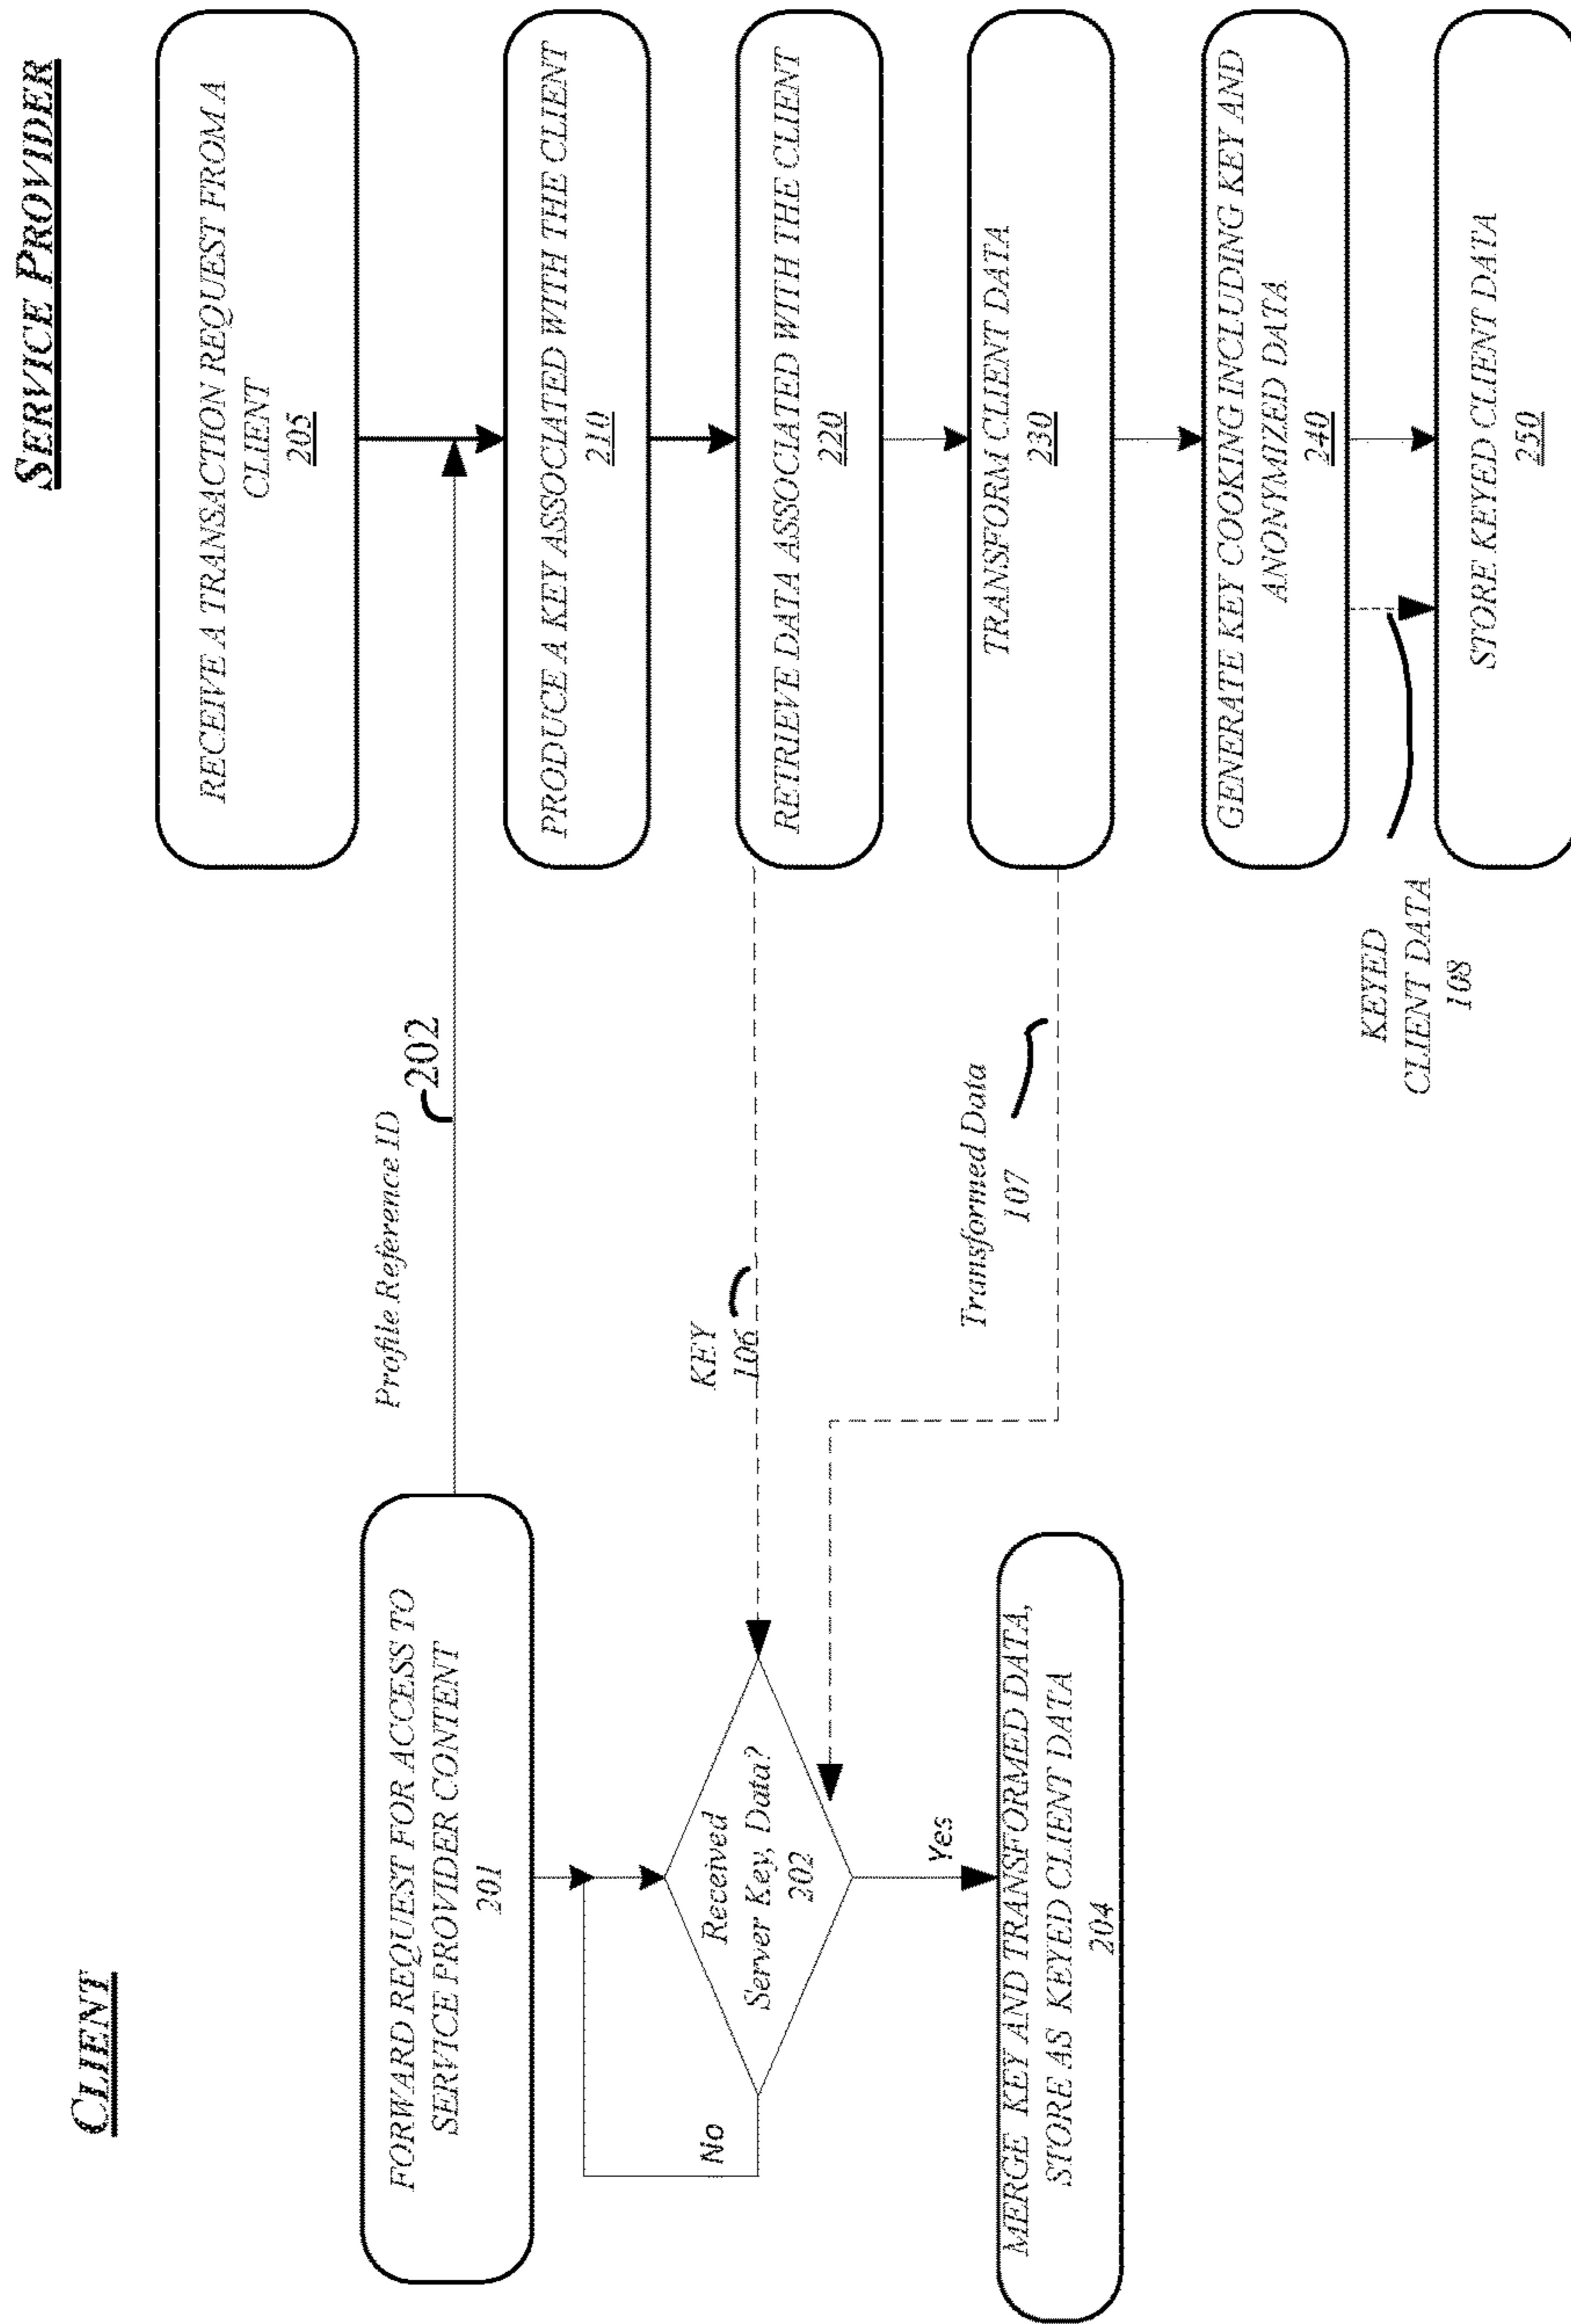 CLIENT
SERVICE PROVIDER
RECEIVE A TRANSACTION REQUEST FROM A
CLIENT
205
FORWARD REQUEST FOR ACCESS TO
SERVICE PROVIDER CONTENT
201
Profile Reference ID
202
PRODUCE A KEY ASSOCIATED WITH THE CLIENT
210
No
Received
Server Key, Data?
202
KEY
106
RETRIEVE DATA ASSOCIATED WITH THE CLIENT
220
Yes
Transformed Data
107
TRANSFORM CLIENT DATA
230
MERGE KEY AND TRANSFORMED DATA,
STORE AS KEYED CLIENT DATA
204
GENERATE KEY COOKING INCLUDING KEY AND
ANONYMIZED DATA
240
KEYED
CLIENT DATA
108
STORE KEYED CLIENT DATA
250